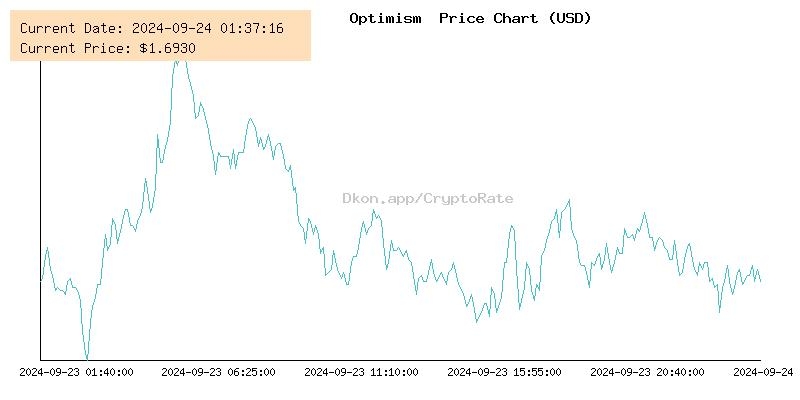 Optimism  Price Chart (USD)
Current Date: 2024-09-24 01:37:16
Current Price: $1.6930
Dkon.app/CryptoRate
2024-09-23 01:40:00 2024-09-23 06:25:00 2024-09-23 11:10:00 2024-09-23 15:55:00 2024-09-23 20:40:00 2024-09-24